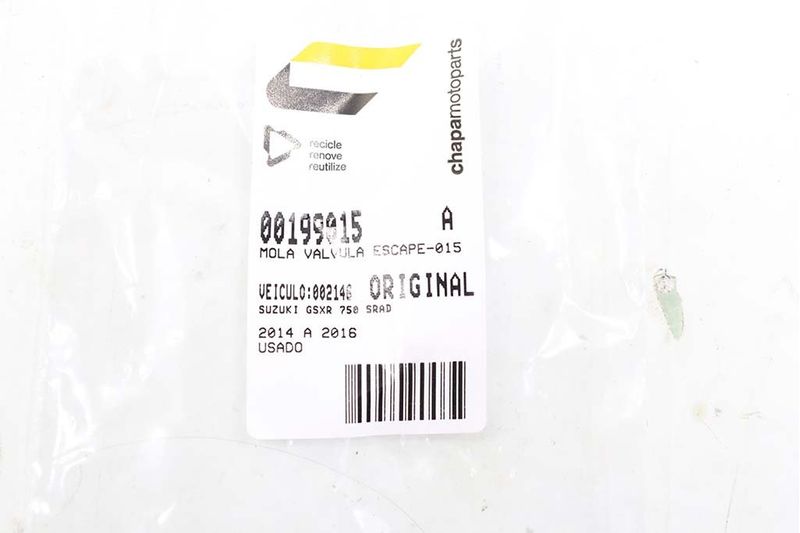 chapamotoparts
recicle
renove
reutilize
00199015 A
MOLA VALVULA ESCAPE-015
VEICULO:002146 ORIGINAL
SUZUKI GSXR 750 SRAD
2014 A 2016
USADO